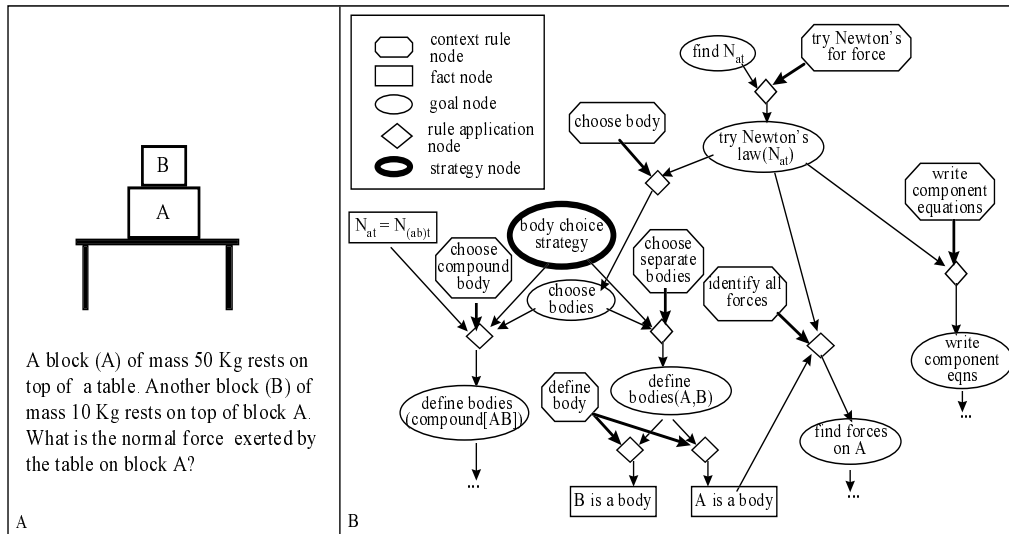 B
A
A block (A) of mass 50 Kg rests on
top of a table. Another block (B) of
mass 10 Kg rests on top of block A.
What is the normal force exerted by
the table on block A?
A
context rule
node
fact node
goal node
rule application
node
strategy node
find Nat
try Newton's
for force
choose body
try Newton's
law(Nat)
write
component
equations
Nat = N(ab)t
choose
compound
body
body choice
strategy
choose
separate
bodies
choose
bodies
identify all
forces
write
component
eqns
...
define bodies
(compound[AB])
...
define
body
define
bodies(A,B)
find forces
on A
...
B is a body
A is a body
B